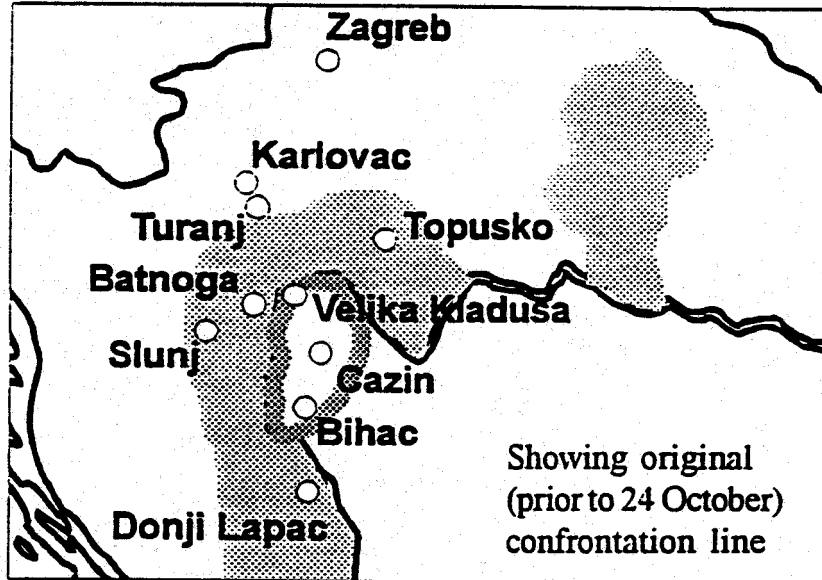 Zagreb
Karlovac
Turanj
Topusko
Batnoga
Velika Kladusa
Slunj
Cazin
Bihac
Donji Lapac
Showing original
(prior to 24 October)
confrontation line